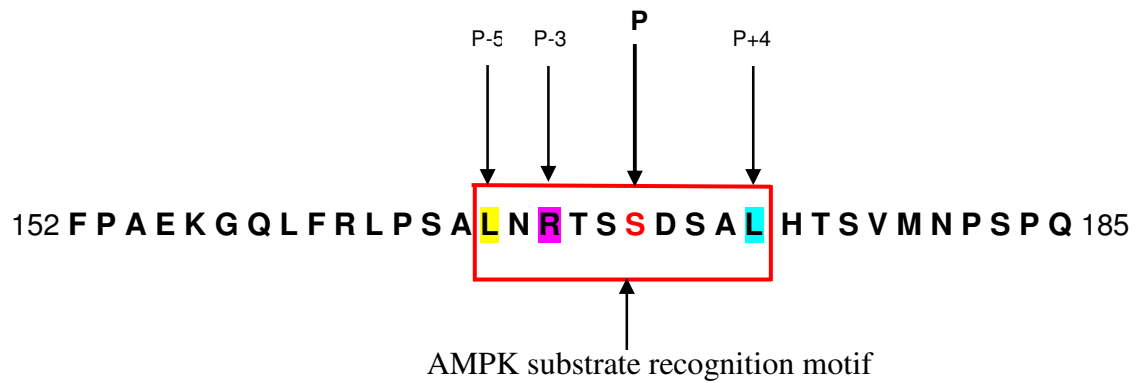 P
P-5 P-3 P+4
152 F P A E K G Q L F R L P S A L N R T S S D S A L H T S V M N P S P Q 185
AMPK substrate recognition motif